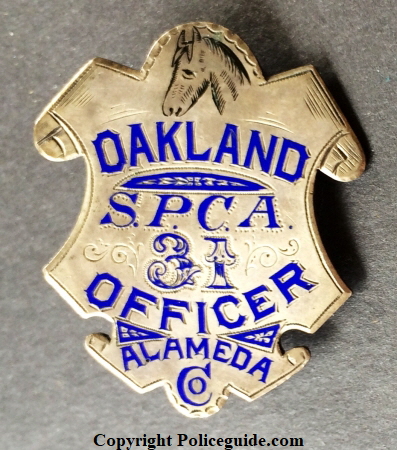 OAKLAND
S.P.C.A.
31
OFFICER
ALAMEDA
Co
Copyright Policeguide.com